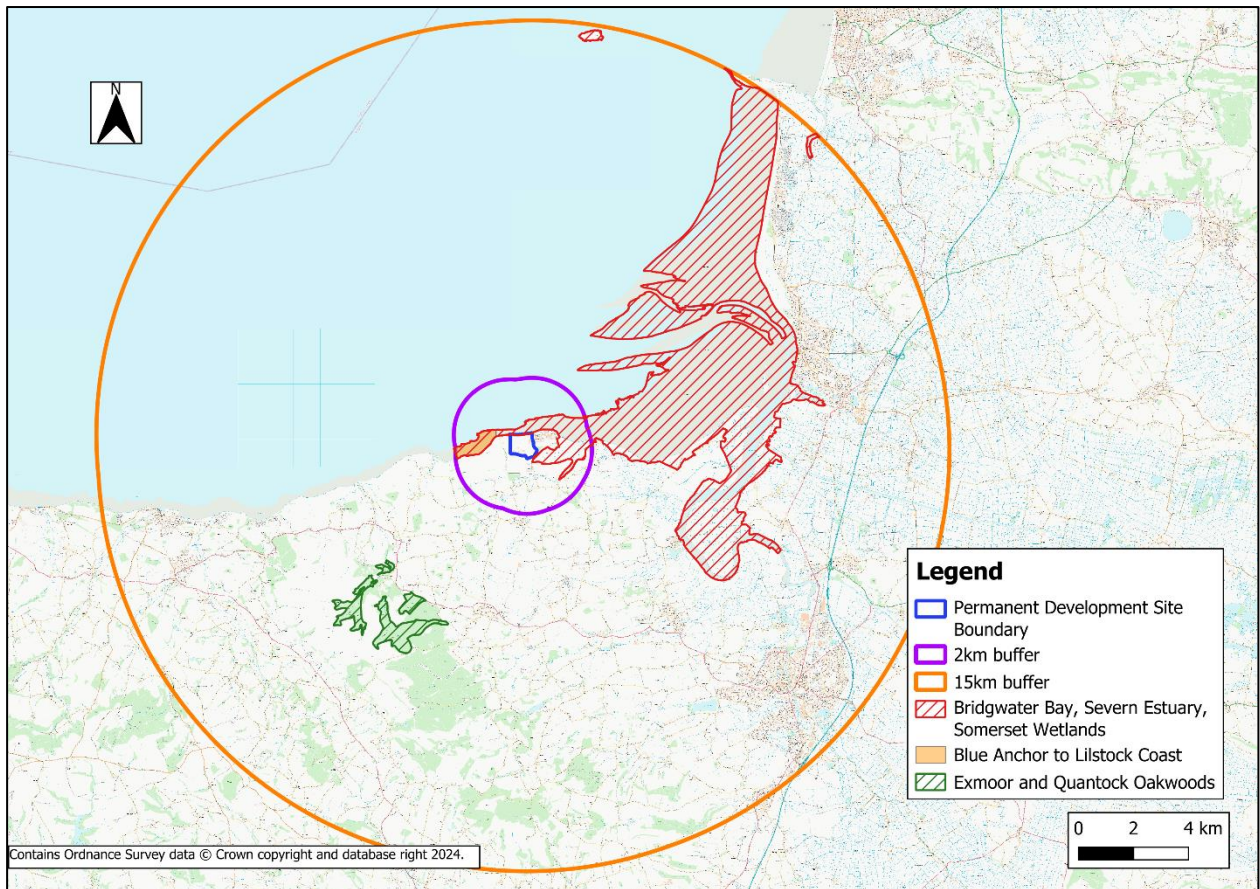 N
Legend
Permanent Development Site
Boundary
2km buffer
15km buffer
Bridgwater Bay, Severn Estuary,
Somerset Wetlands
Blue Anchor to Lilstock Coast
Exmoor and Quantock Oakwoods
0 2 4 km
Contains Ordnance Survey data © Crown copyright and database right 2024.